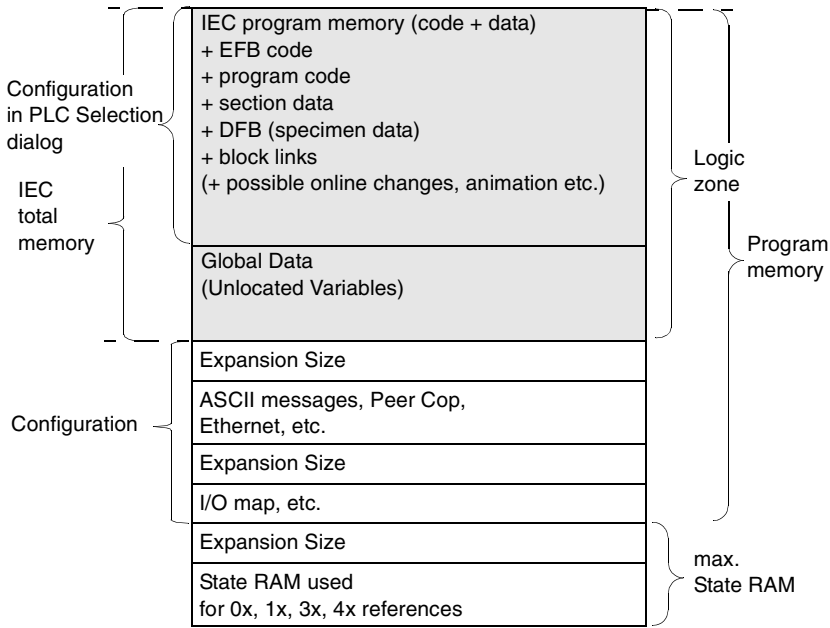 IEC program memory (code + data)
+ EFB code
+ program code
+ section data
+ DFB (specimen data)
+ block links
(+ possible online changes, animation etc.)
Configuration
in PLC Selection
dialog
IEC
total
memory
Logic
zone
Program
memory
Global Data
(Unlocated Variables)
Expansion Size
ASCII messages, Peer Cop,
Ethernet, etc.
Configuration
Expansion Size
I/O map, etc.
Expansion Size
State RAM used
for 0x, 1x, 3x, 4x references
max.
State RAM